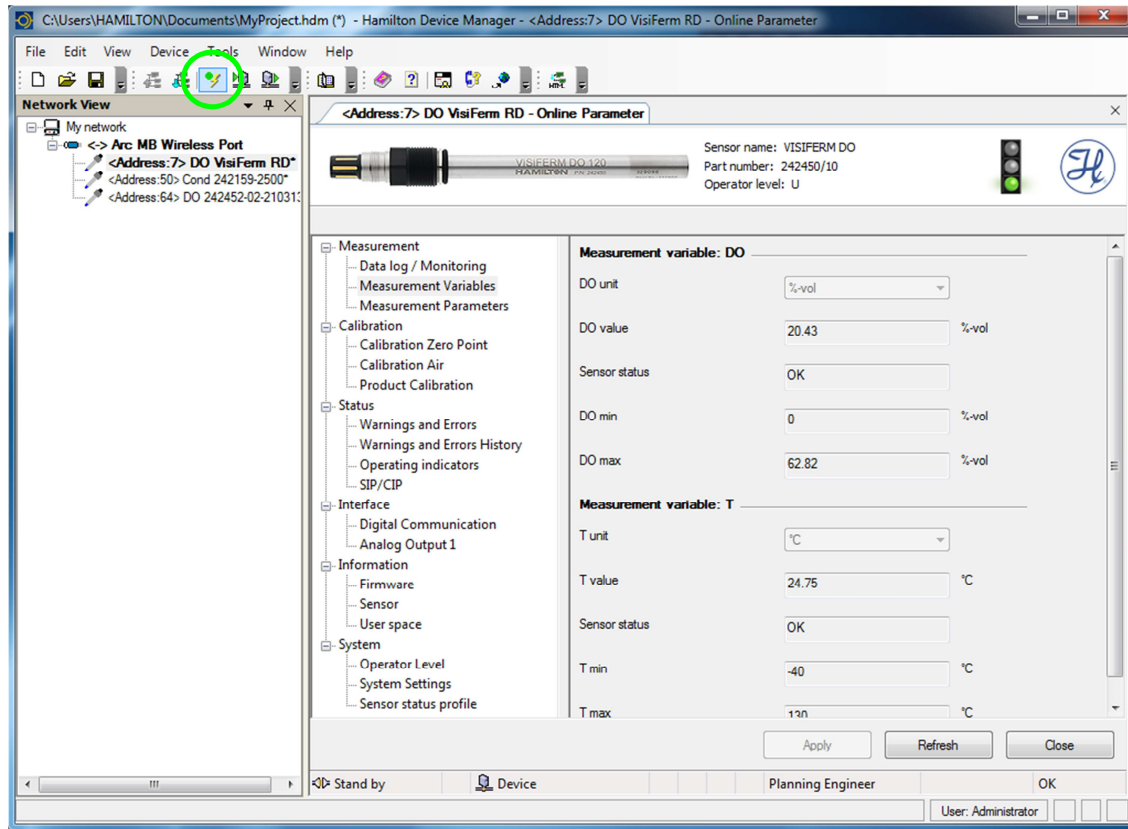 C:\Users\HAMILTON\Documents\MyProject.hdm (*) - Hamilton Device Manager - <Address:7> DO VisiFerm RD - Online Parameter
File Edit View Device Tools Window Help
Network View
My network
<-> Arc MB Wireless Port
<Address:7> DO VisiFerm RD*
<Address:50> Cond 242159-2500*
<Address:64> DO 242452-02-210313
<Address:7> DO VisiFerm RD - Online Parameter
VISIFERM DO 120
HAMILTON
Sensor name: VISIFERM DO
Part number: 242450/10
Operator level: U
Measurement
Data log / Monitoring
Measurement Variables
Measurement Parameters
Calibration
Calibration Zero Point
Calibration Air
Product Calibration
Status
Warnings and Errors
Warnings and Errors History
Operating indicators
SIP/CIP
Interface
Digital Communication
Analog Output 1
Information
Firmware
Sensor
User space
System
Operator Level
System Settings
Sensor status profile
Measurement variable: DO
DO unit %-vol
DO value 20.43 %-vol
Sensor status OK
DO min 0 %-vol
DO max 62.82 %-vol
Measurement variable: T
T unit °C
T value 24.75 °C
Sensor status OK
T min -40 °C
T max 130 °C
Apply Refresh Close
Stand by Device Planning Engineer OK
User: Administrator